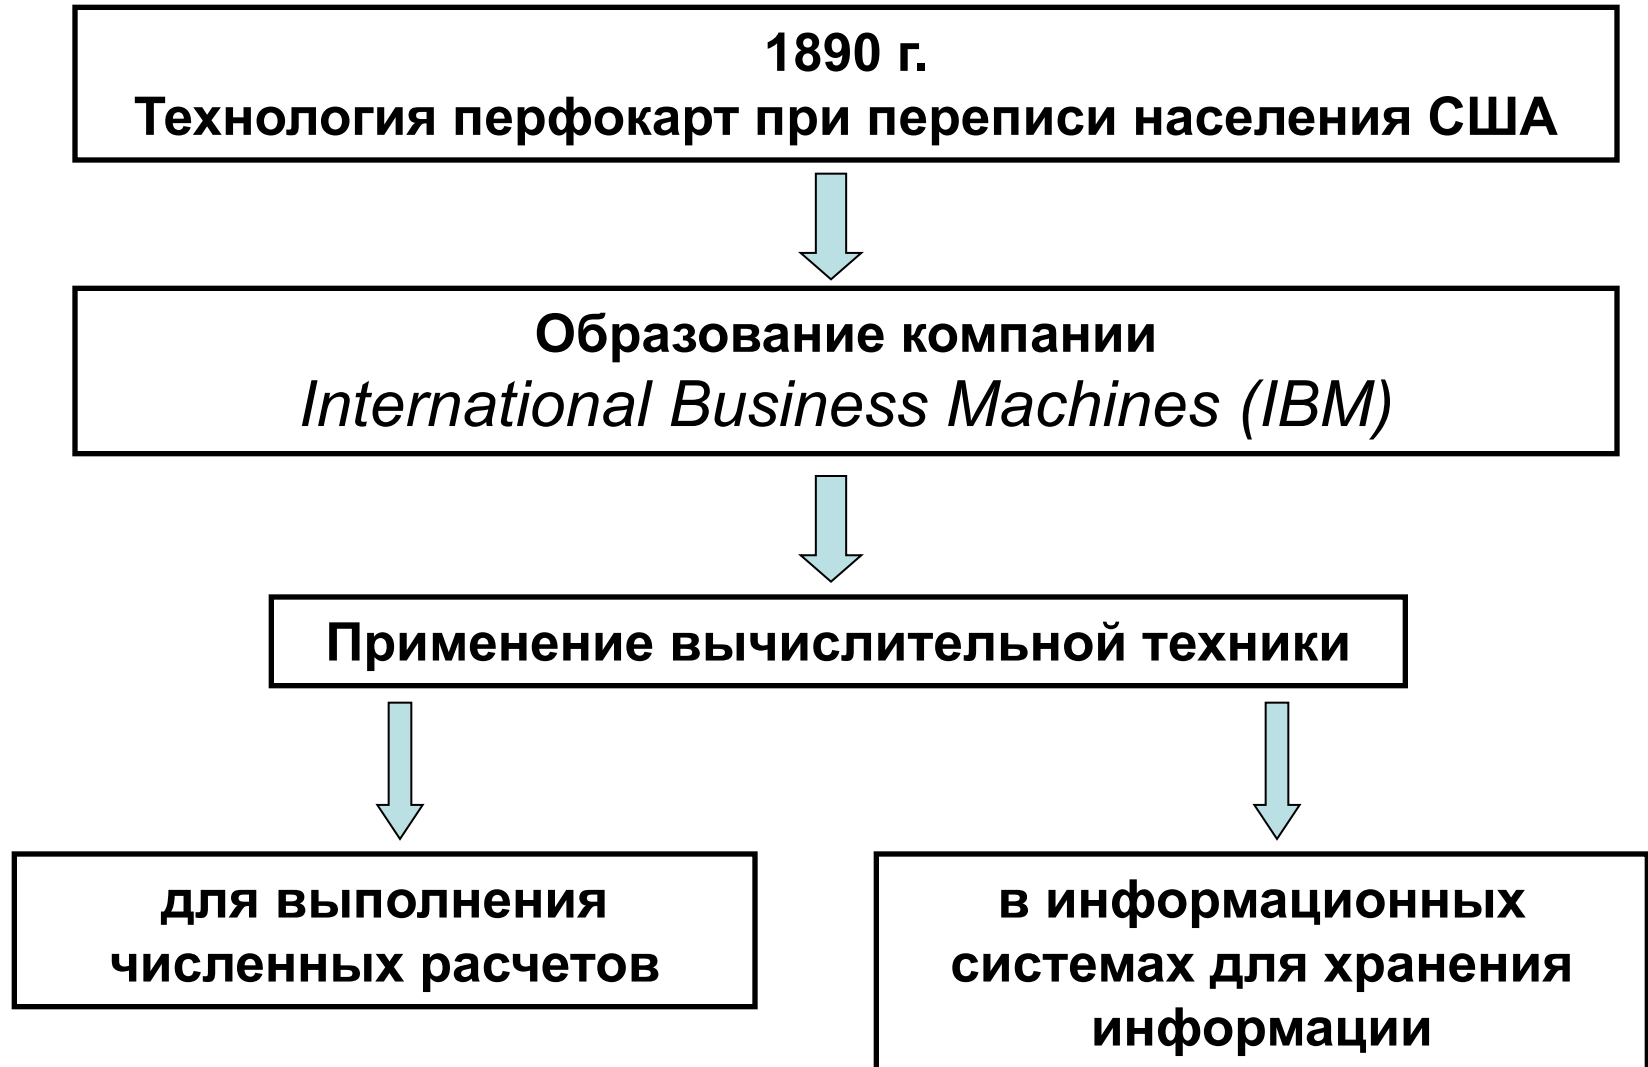 1890 г.
Технология перфокарт при переписи населения США
Образование компании
International Business Machines (IBM)
Применение вычислительной техники
для выполнения
численных расчетов
в информационных
системах для хранения
информации